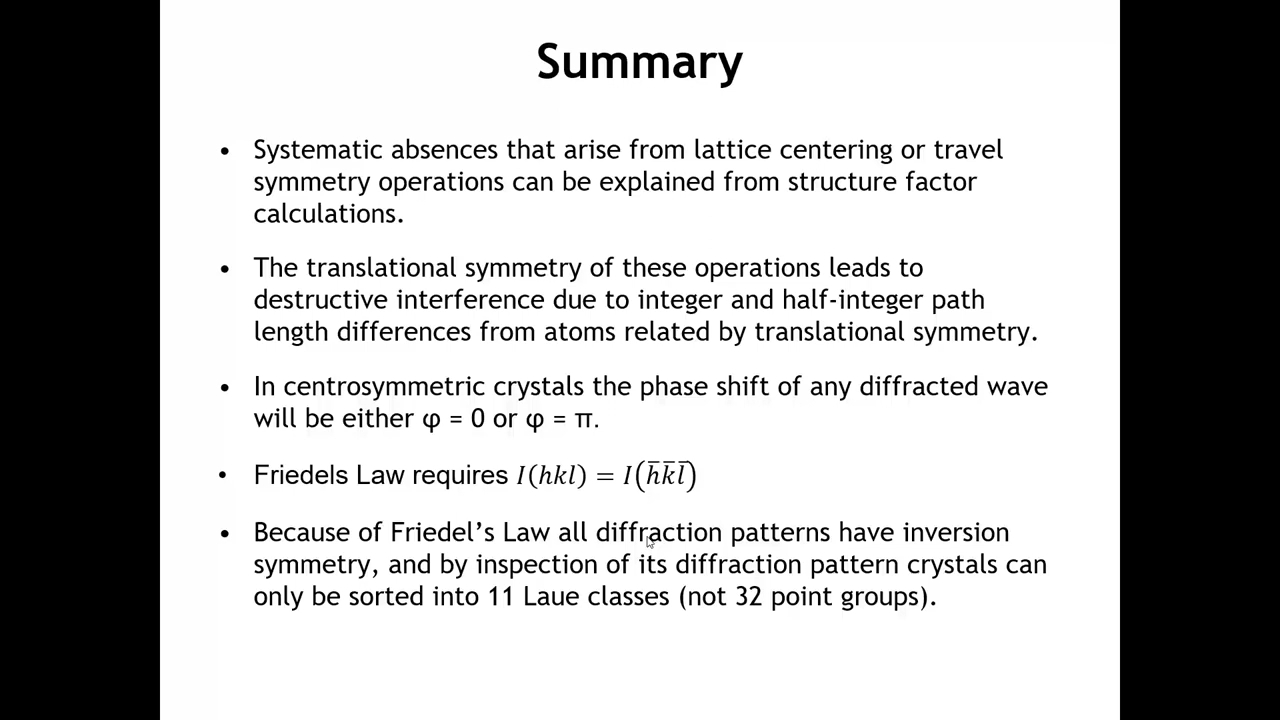 Summary
• Systematic absences that arise from lattice centering or travel
symmetry operations can be explained from structure factor
calculations.
• The translational symmetry of these operations leads to
destructive interference due to integer and half-integer path
length differences from atoms related by translational symmetry.
• In centrosymmetric crystals the phase shift of any diffracted wave
will be either φ = 0 or φ = π.
• Friedels Law requires I(hkl) = I(h̅k̅l̅)
• Because of Friedel’s Law all diffraction patterns have inversion
symmetry, and by inspection of its diffraction pattern crystals can
only be sorted into 11 Laue classes (not 32 point groups).